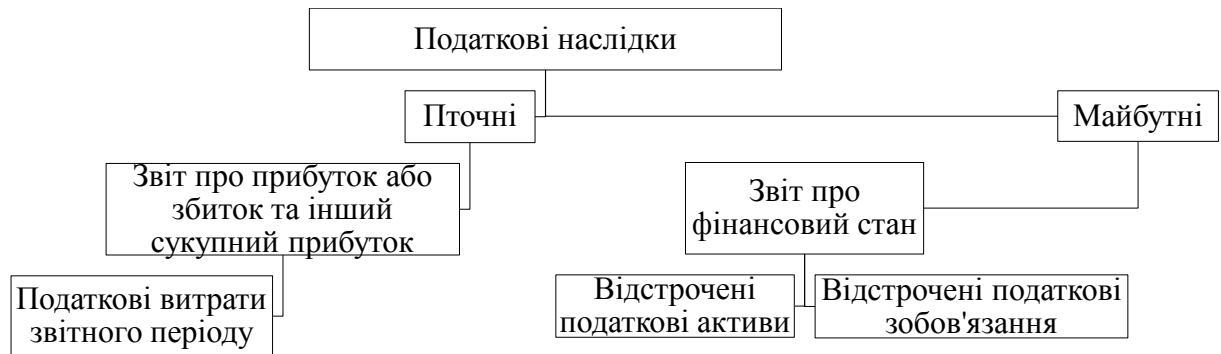 Податкові наслідки
Пточні
Майбутні
Звіт про прибуток або
збиток та інший
сукупний прибуток
Звіт про
фінансовий стан
Податкові витрати
звітного періоду
Відстрочені
податкові активи
Відстрочені податкові
зобов'язання